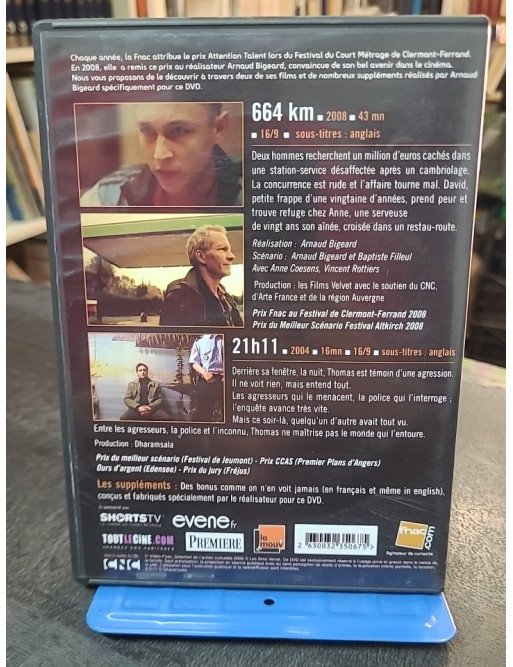 Chaque année, la Fnac attribue le prix Attention Talent lors du Festival du Court Métrage de Clermont-Ferrand.
En 2008, elle a remis ce prix au réalisateur Arnaud Bigeard, convaincue de son bel avenir dans le cinéma.
Nous vous proposons de le découvrir à travers deux de ses films et de nombreux suppléments réalisés par Arnaud
Bigeard spécifiquement pour ce DVD.
664 km ■ 2008 ■ 43 mn
■ 16/9 ■ sous-titres : anglais
Deux hommes recherchent un million d'euros cachés dans
une station-service désaffectée après un cambriolage.
La concurrence est rude et l'affaire tourne mal. David,
petite frappe d'une vingtaine d'années, prend peur et
trouve refuge chez Anne, une serveuse
de vingt ans son aînée, croisée dans un restau-route.
Réalisation : Arnaud Bigeard
Scénario : Arnaud Bigeard et Baptiste Filleul
Avec Anne Coesens, Vincent Rottiers
Production : les Films Velvet avec le soutien du CNC,
d'Arte France et de la région Auvergne
Prix Fnac au Festival de Clermont-Ferrand 2008
Prix du Meilleur Scénario Festival Altkirch 2008
21h11 ■ 2004 ■ 16mn ■ 16/9 ■ sous-titres : anglais
Derrière sa fenêtre, la nuit, Thomas est témoin d'une agression.
Il ne voit rien, mais entend tout.
Les agresseurs qui le menacent, la police qui l'interroge ;
l'enquête avance très vite.
Mais ce soir-là, quelqu'un d'autre avait tout vu.
Entre les agresseurs, la police et l'inconnu, Thomas ne maîtrise pas le monde qui l'entoure.
Production : Dharamsala
Prix du meilleur scénario (Festival de Jeumont) - Prix CCAS (Premier Plans d'Angers)
Ours d'argent (Edensee) - Prix du jury (Fréjus)
Les suppléments : Des bonus comme on n'en voit jamais (en français et même in english),
conçus et fabriqués spécialement par le réalisateur pour ce DVD.
SHORTSTV
evene.fr
TOUTLECINE.COM
PREMIERE
le mouv'
2 630032 350675
fnac.com
Agitateur de curiosité
CNC